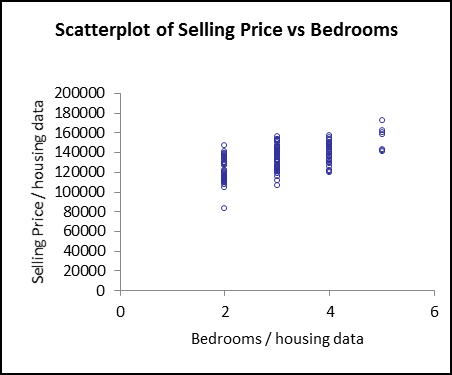 Scatterplot of Selling Price vs Bedrooms
Selling Price / housing data
200000
180000
160000
140000
120000
100000
80000
60000
40000
20000
0
0 2 4 6
Bedrooms / housing data